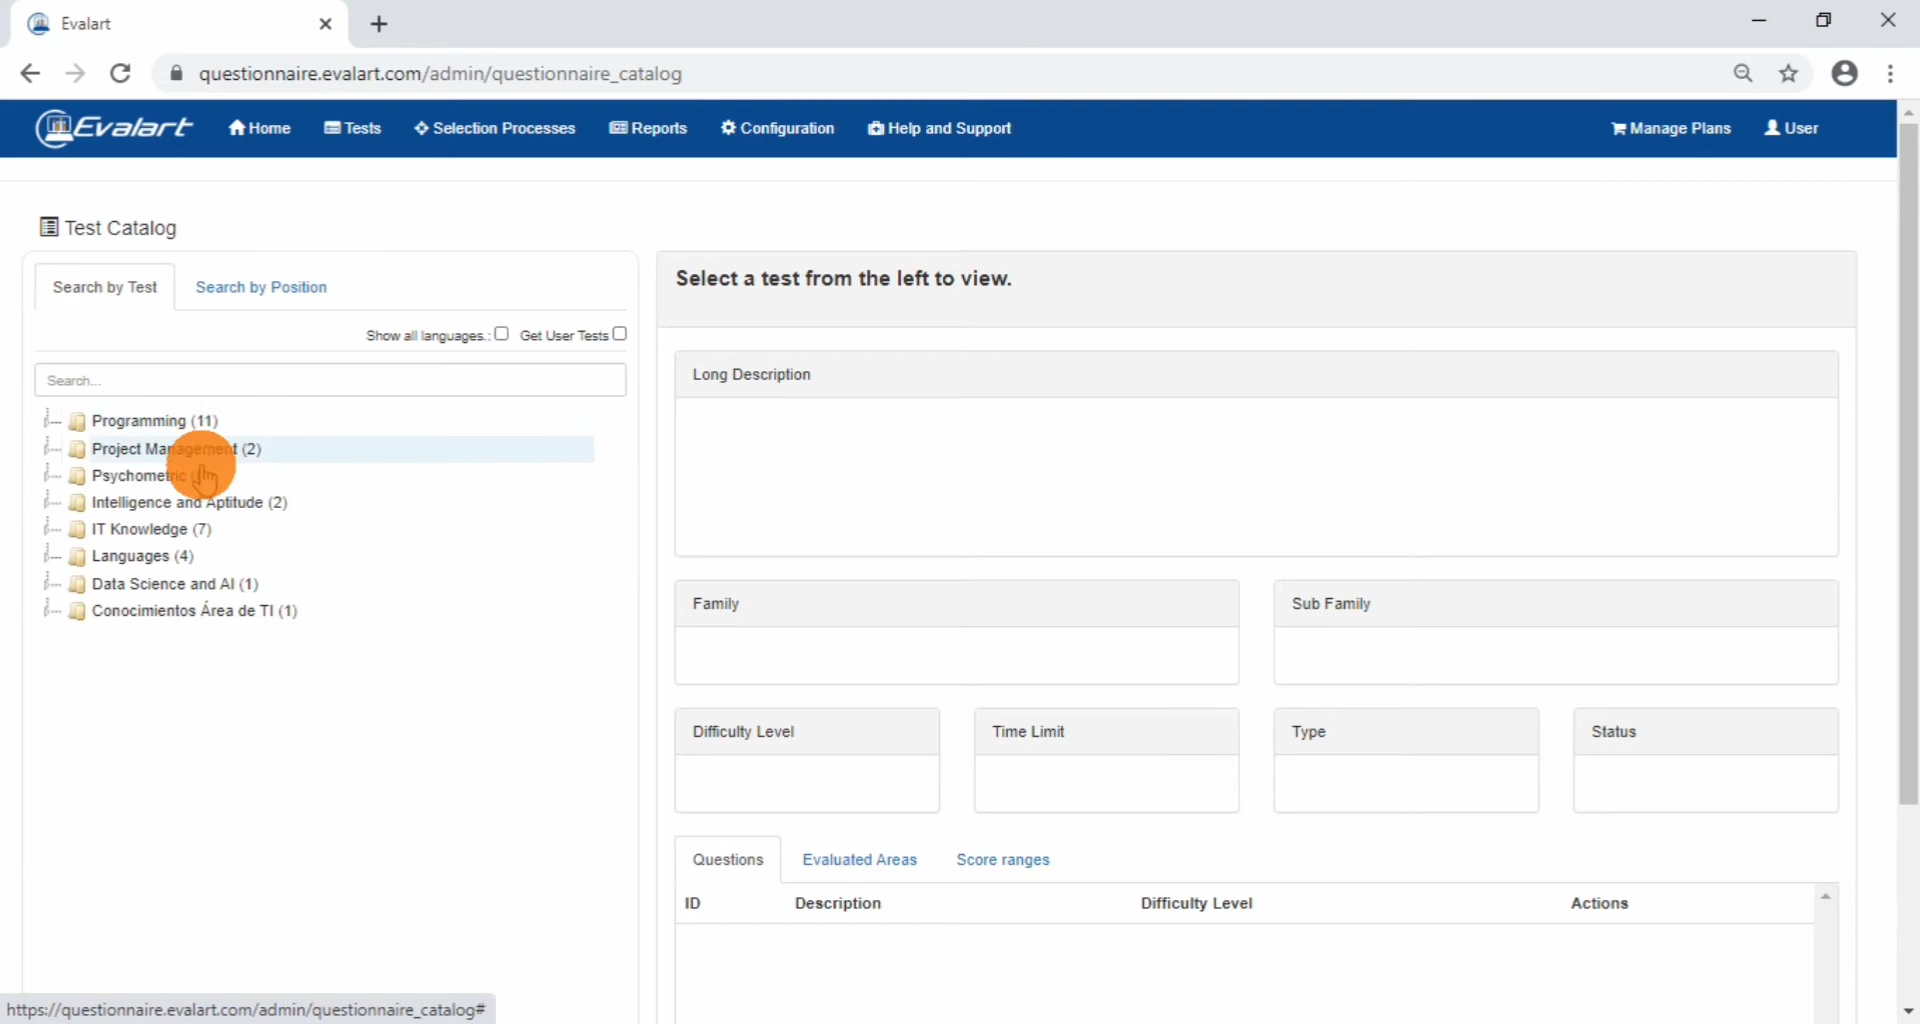 Evalart
questionnaire.evalart.com/admin/questionnaire_catalog
Evalart Home Tests Selection Processes Reports Configuration Help and Support Manage Plans User
Test Catalog
Search by Test Search by Position
Show all languages.: Get User Tests
Search...
Programming (11)
Project Management (2)
Psychometric
Intelligence and Aptitude (2)
IT Knowledge (7)
Languages (4)
Data Science and AI (1)
Conocimientos Área de TI (1)
Select a test from the left to view.
Long Description
Family Sub Family
Difficulty Level Time Limit Type Status
Questions Evaluated Areas Score ranges
ID Description Difficulty Level Actions
https://questionnaire.evalart.com/admin/questionnaire_catalog#